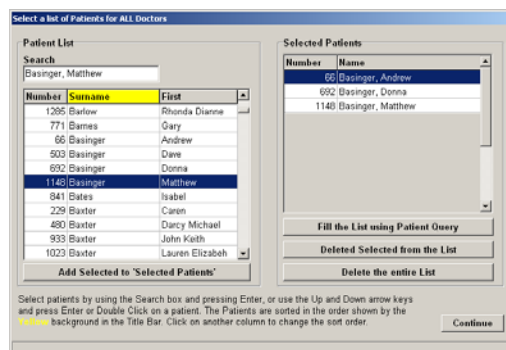 Select a list of Patients for ALL Doctors
Patient List
Search
Basinger, Matthew
Number Surname First
1285 Barlow Rhonda Dianne
771 Barnes Gary
66 Basinger Andrew
503 Basinger Dave
692 Basinger Donna
1148 Basinger Matthew
841 Bates Isabel
229 Baxter Caren
480 Baxter Darcy Michael
933 Baxter John Keith
1023 Baxter Lauren Elizabeh
Add Selected to 'Selected Patients'
Selected Patients
Number Name
66 Basinger, Andrew
692 Basinger, Donna
1148 Basinger, Matthew
Fill the List using Patient Query
Deleted Selected from the List
Delete the entire List
Select patients by using the Search box and pressing Enter, or use the Up and Down arrow keys
and press Enter or Double Click on a patient. The Patients are sorted in the order shown by the
Yellow background in the Title Bar. Click on another column to change the sort order.
Continue